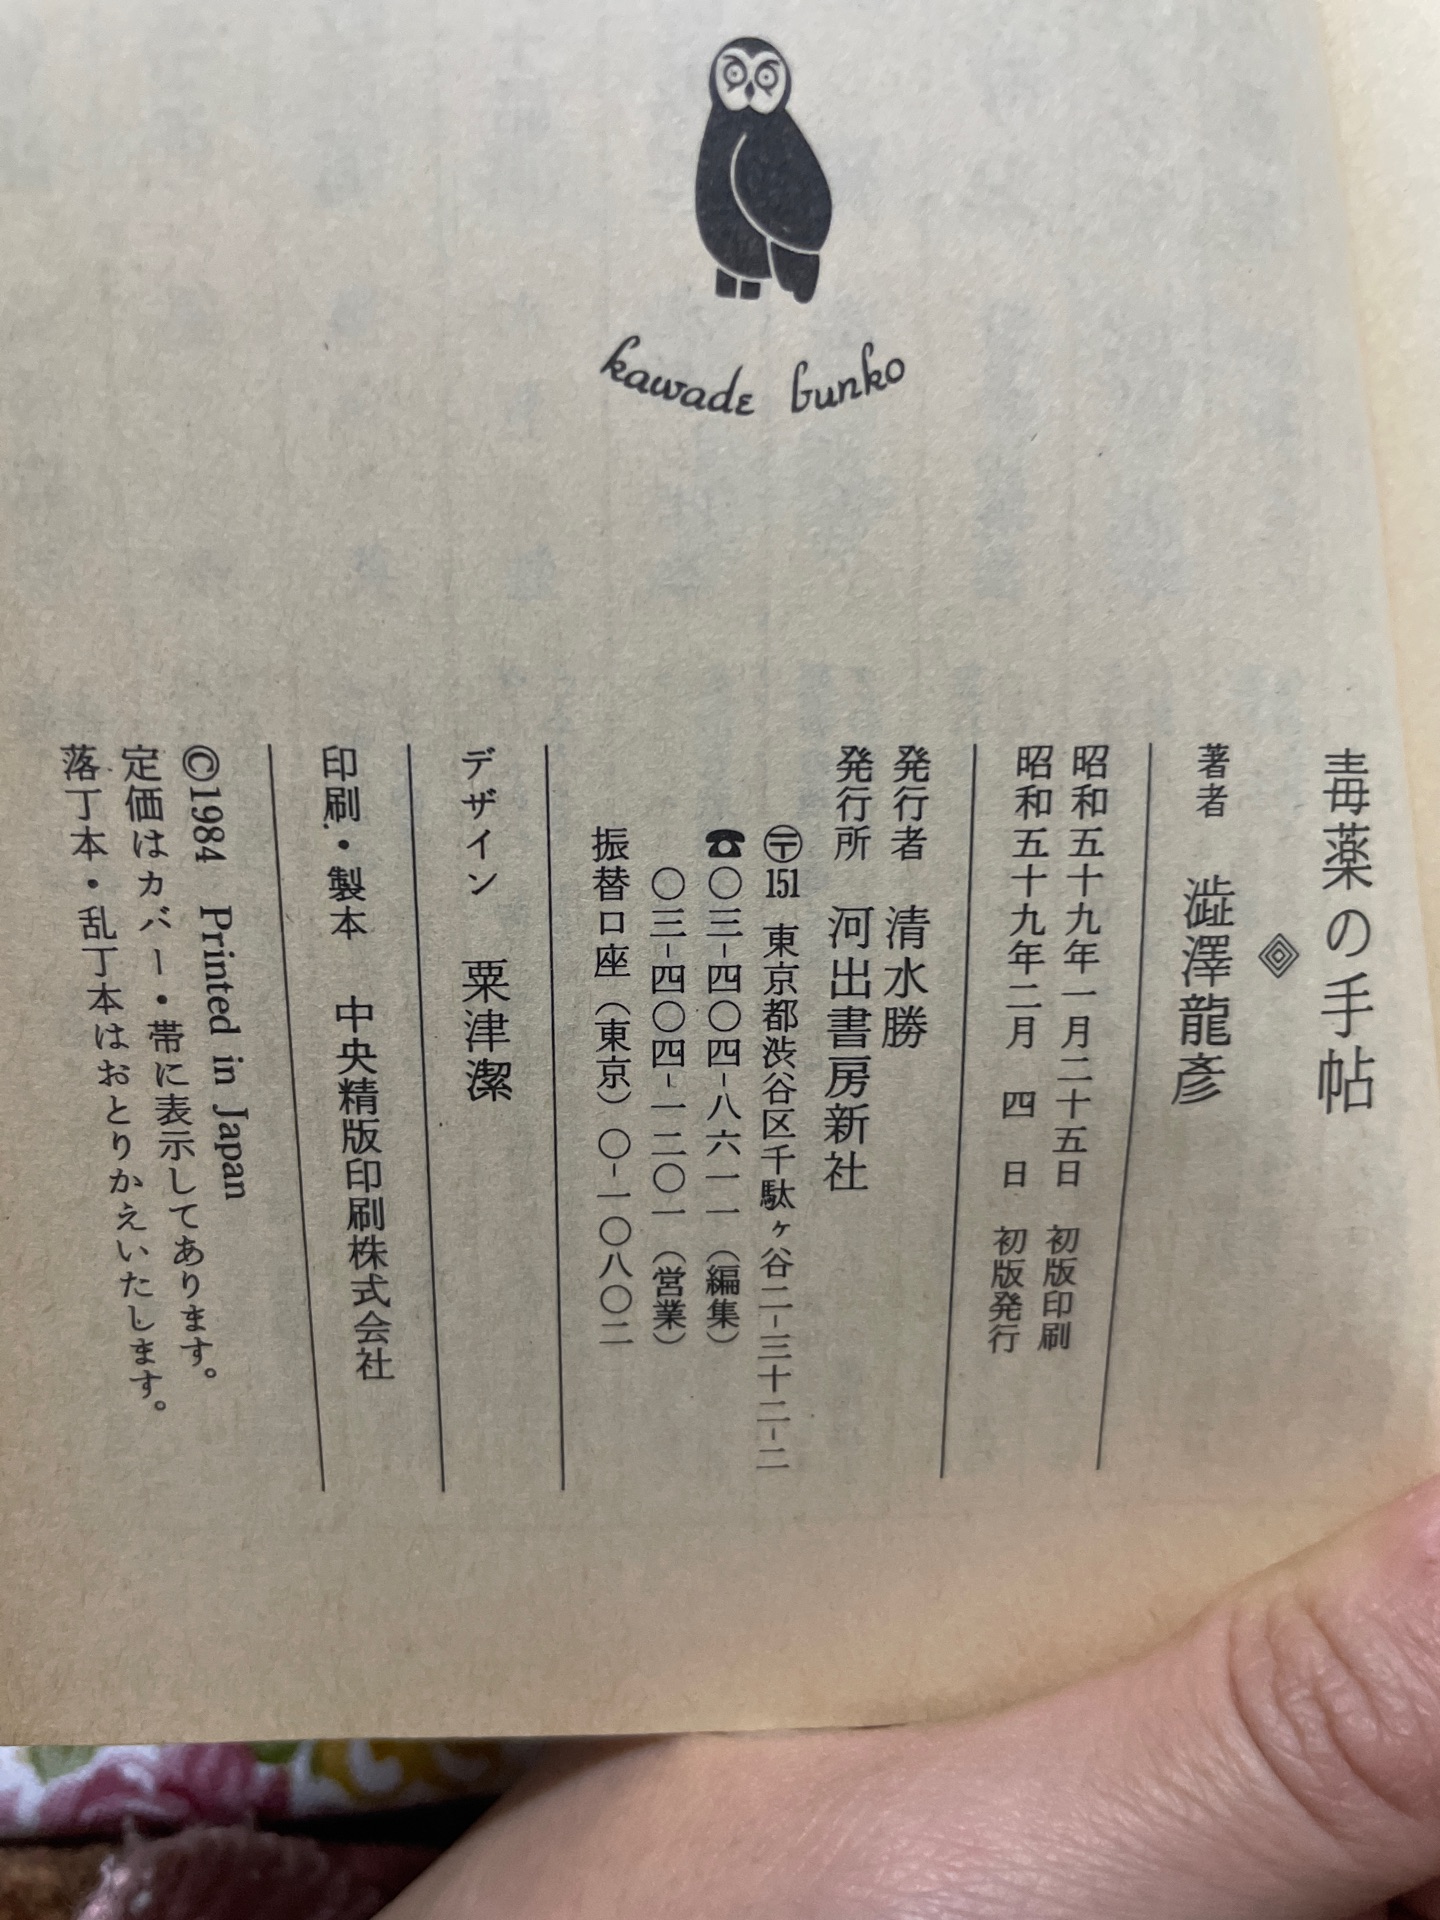 kawade bunko
毒薬の手帖
著者 澁澤龍彥
昭和五十九年一月二十五日 初版印刷
昭和五十九年二月 四 日 初版発行
発行者 清水勝
発行所 河出書房新社
〒151 東京都渋谷区千駄ヶ谷二-三十二-二
☎〇三-四〇四-八六一一（編集）
〇三-四〇四-一二〇一（営業）
振替口座（東京）〇-一〇八〇二
デザイン 粟津潔
印刷・製本 中央精版印刷株式会社
©1984 Printed in Japan
定価はカバー・帯に表示してあります。
落丁本・乱丁本はおとりかえいたします。